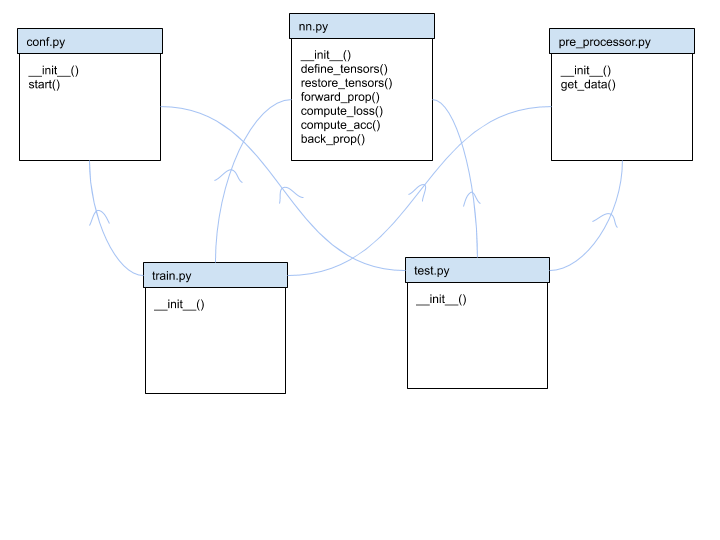 conf.py
__init__()
start()
nn.py
__init__()
define_tensors()
restore_tensors()
forward_prop()
compute_loss()
compute_acc()
back_prop()
pre_processor.py
__init__()
get_data()
train.py
__init__()
test.py
__init__()